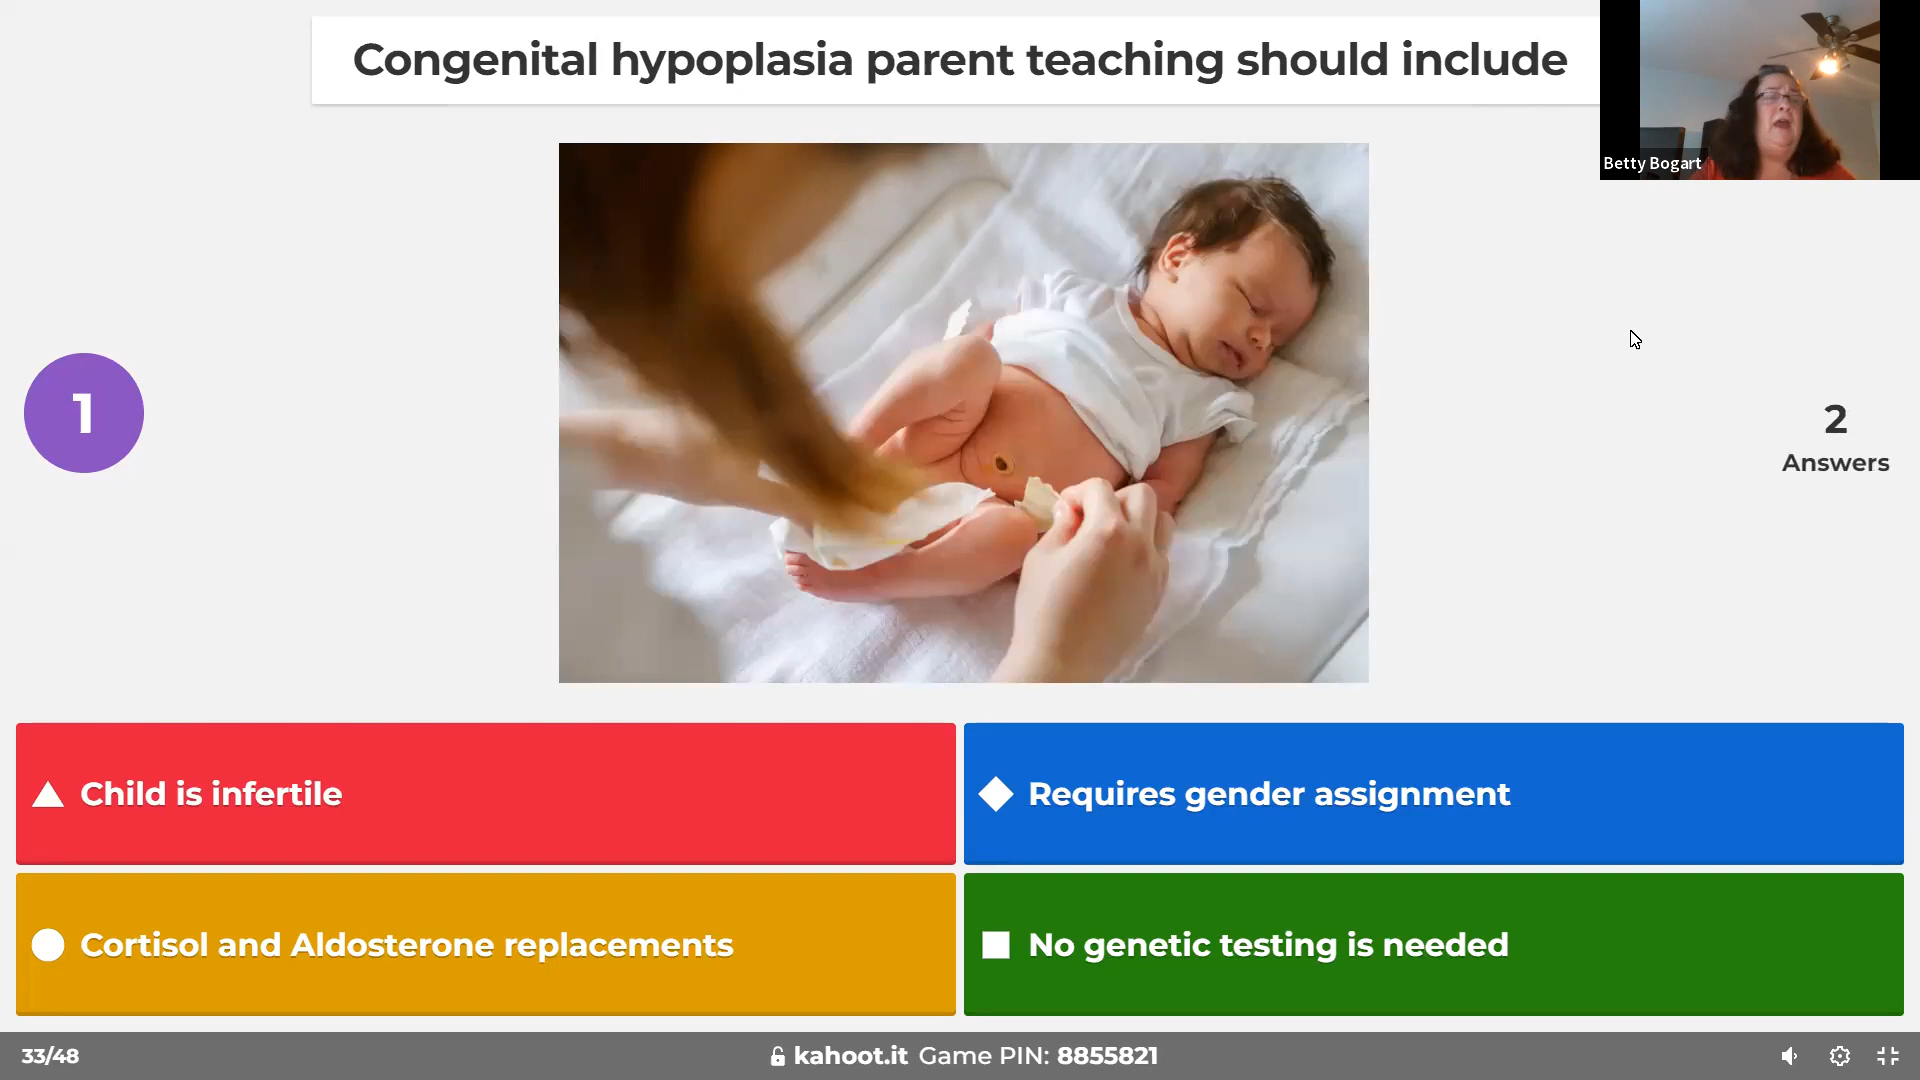 Congenital hypoplasia parent teaching should include
Betty Bogart
1
2
Answers
Child is infertile
Requires gender assignment
Cortisol and Aldosterone replacements
No genetic testing is needed
33/48
kahoot.it Game PIN: 8855821